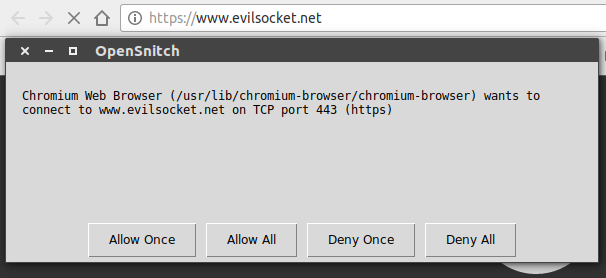 https://www.evilsocket.net
OpenSnitch
Chromium Web Browser (/usr/lib/chromium-browser/chromium-browser) wants to
connect to www.evilsocket.net on TCP port 443 (https)
Allow Once Allow All Deny Once Deny All